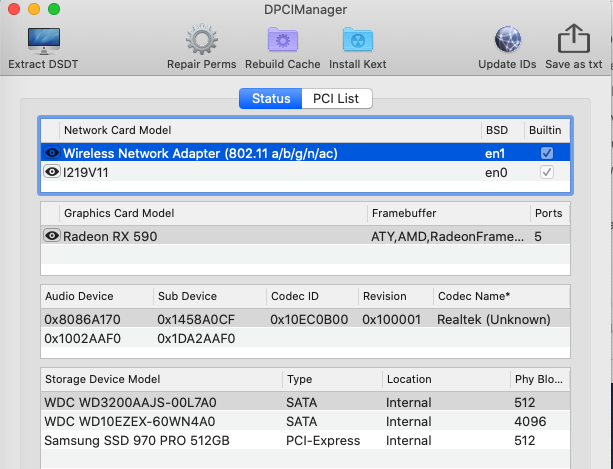 DPCIManager
Extract DSDT Repair Perms Rebuild Cache Install Kext Update IDs Save as txt
Status PCI List
Network Card Model BSD Builtin
Wireless Network Adapter (802.11 a/b/g/n/ac) en1
I219V11 en0
Graphics Card Model Framebuffer Ports
Radeon RX 590 ATY,AMD,RadeonFrame... 5
Audio Device Sub Device Codec ID Revision Codec Name*
0x8086A170 0x1458A0CF 0x10EC0B00 0x100001 Realtek (Unknown)
0x1002AAF0 0x1DA2AAF0
Storage Device Model Type Location Phy Blo...
WDC WD3200AAJS-00L7A0 SATA Internal 512
WDC WD10EZEX-60WN4A0 SATA Internal 4096
Samsung SSD 970 PRO 512GB PCI-Express Internal 512